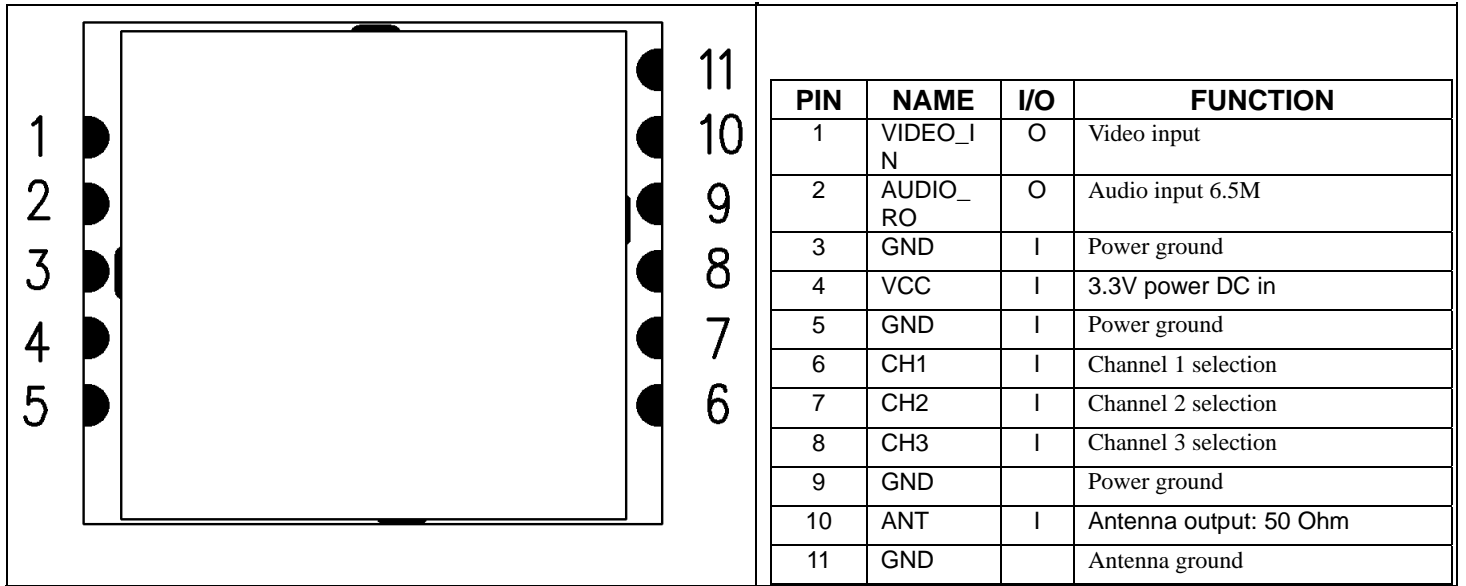 11
1
10
2
9
3
8
4
7
5
6
PIN NAME I/O FUNCTION
1 VIDEO_I O Video input
N
2 AUDIO_ O Audio input 6.5M
RO
3 GND I Power ground
4 VCC I 3.3V power DC in
5 GND I Power ground
6 CH1 I Channel 1 selection
7 CH2 I Channel 2 selection
8 CH3 I Channel 3 selection
9 GND Power ground
10 ANT I Antenna output: 50 Ohm
11 GND Antenna ground